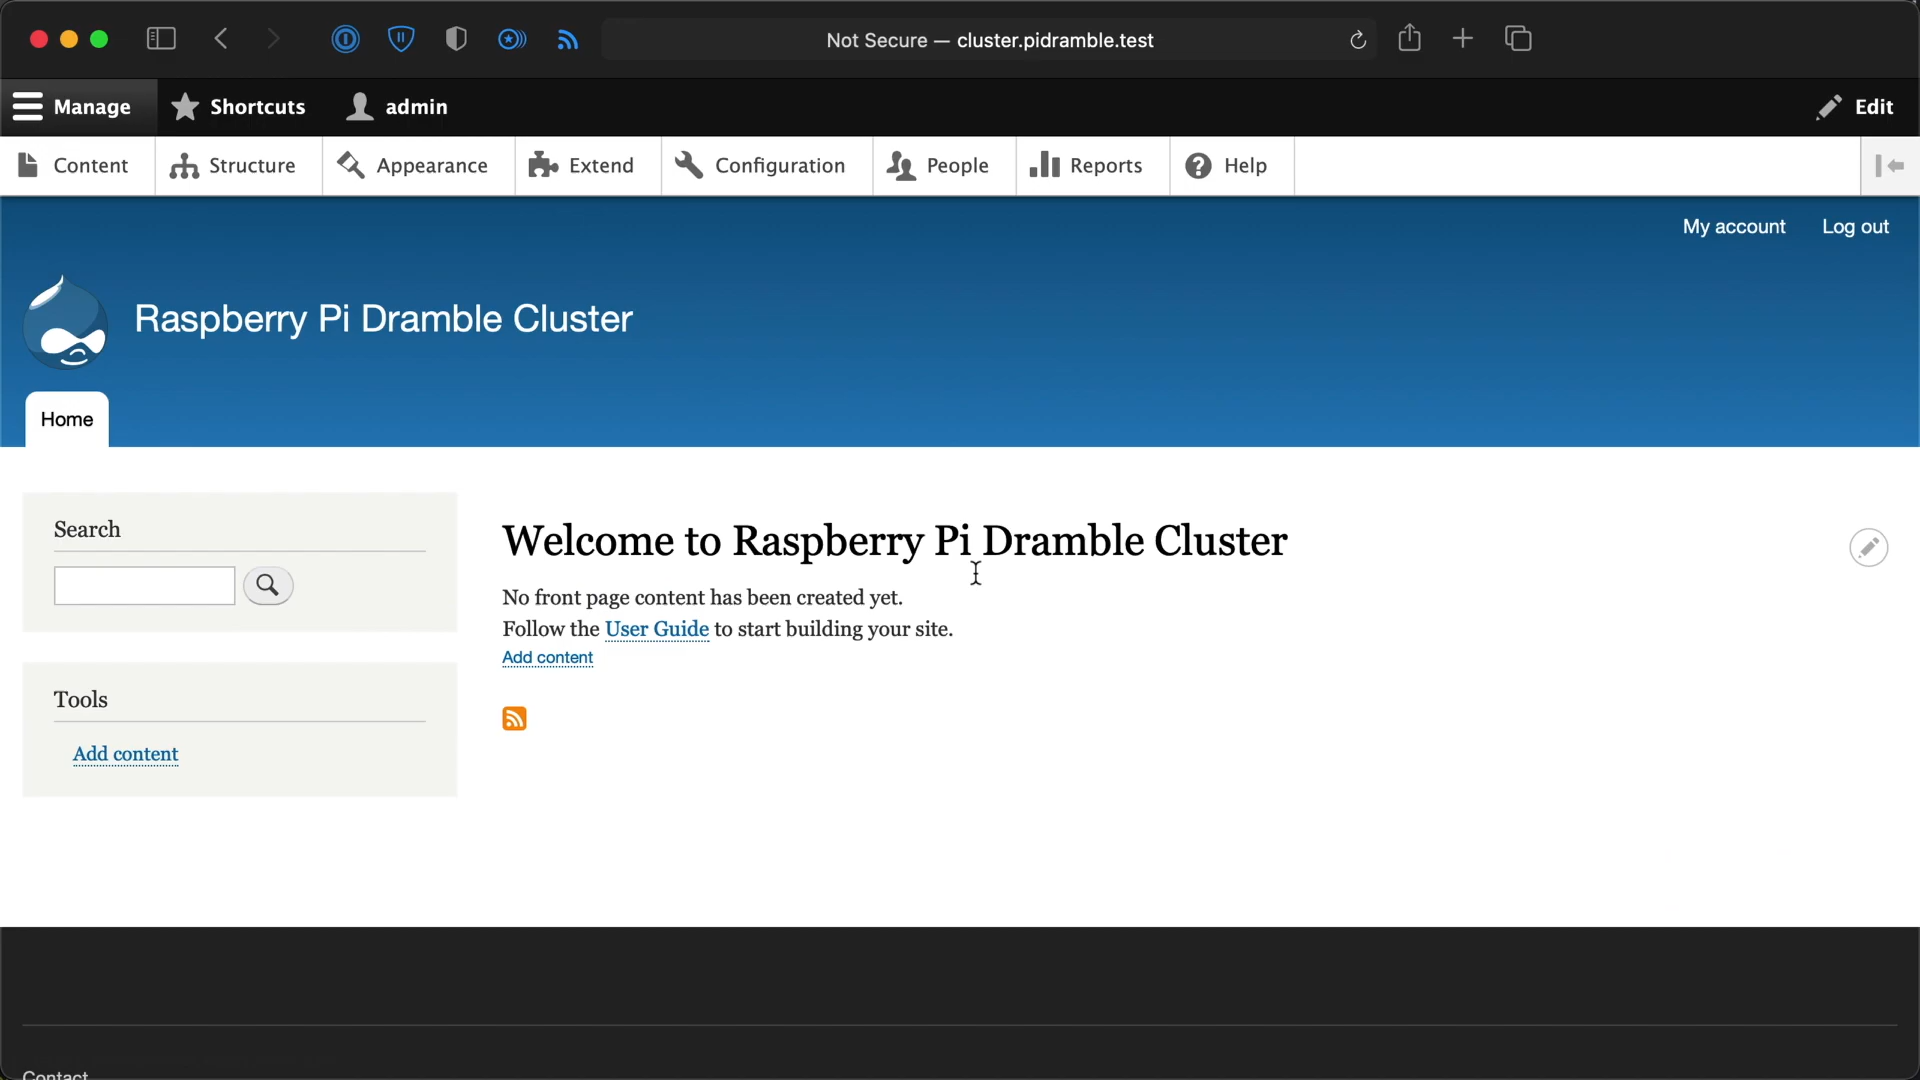 Not Secure — cluster.pidramble.test
Manage Shortcuts admin Edit
Content Structure Appearance Extend Configuration People Reports Help
My account Log out
Raspberry Pi Dramble Cluster
Home
Search
Welcome to Raspberry Pi Dramble Cluster
No front page content has been created yet.
Follow the User Guide to start building your site.
Add content
Tools
Add content
Contact